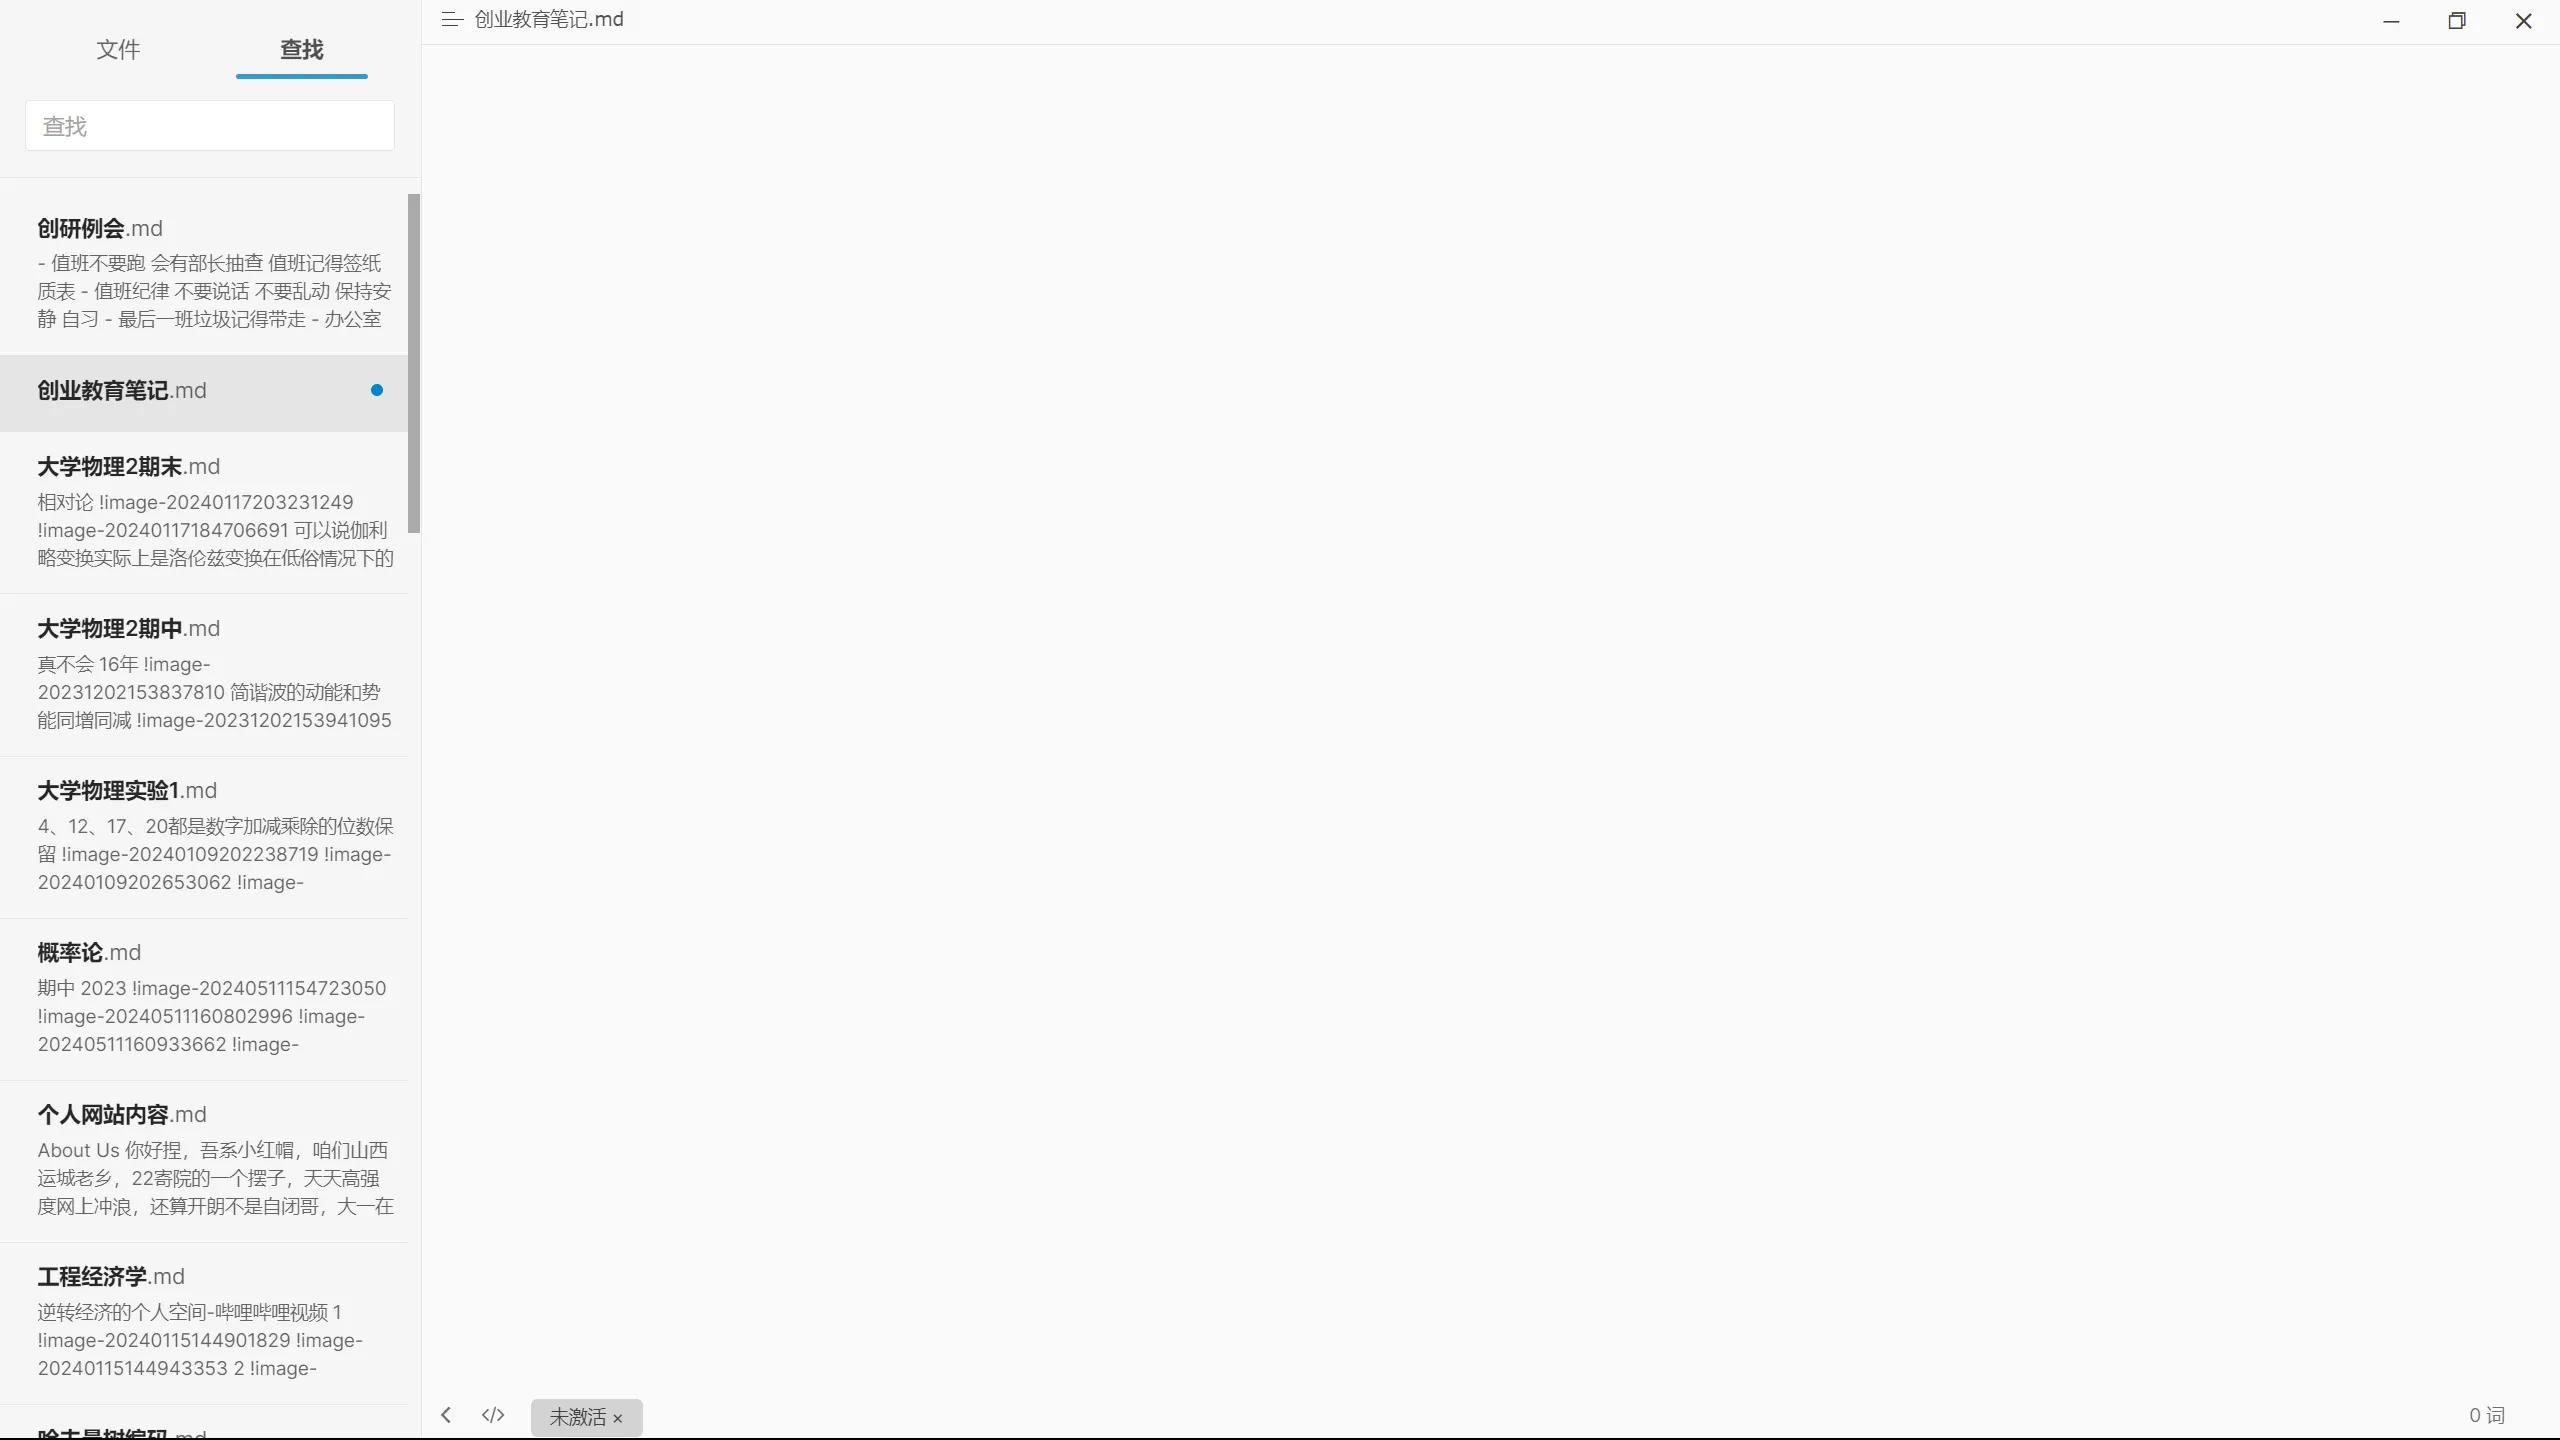 文件
查找
创业教育笔记.md
查找
创研例会.md
- 值班不要跑 会有部长抽查 值班记得签纸
质表 - 值班纪律 不要说话 不要乱动 保持安
静 自习 - 最后一班垃圾记得带走 - 办公室
创业教育笔记.md
大学物理2期末.md
相对论 !image-20240117203231249
!image-20240117184706691 可以说伽利
略变换实际上是洛伦兹变换在低俗情况下的
大学物理2期中.md
真不会 16年 !image-
20231202153837810 简谐波的动能和势
能同增同减 !image-20231202153941095
大学物理实验1.md
4、12、17、20都是数字加减乘除的位数保
留 !image-20240109202238719 !image-
20240109202653062 !image-
概率论.md
期中 2023 !image-20240511154723050
!image-20240511160802996 !image-
20240511160933662 !image-
个人网站内容.md
About Us 你好捏，吾系小红帽，咱们山西
运城老乡，22寄院的一个摆子，天天高强
度网上冲浪，还算开朗不是自闭哥，大一在
工程经济学.md
逆转经济的个人空间-哔哩哔哩视频 1
!image-20240115144901829 !image-
20240115144943353 2 !image-
哈夫曼树编码.md
未激活 ×
0 词